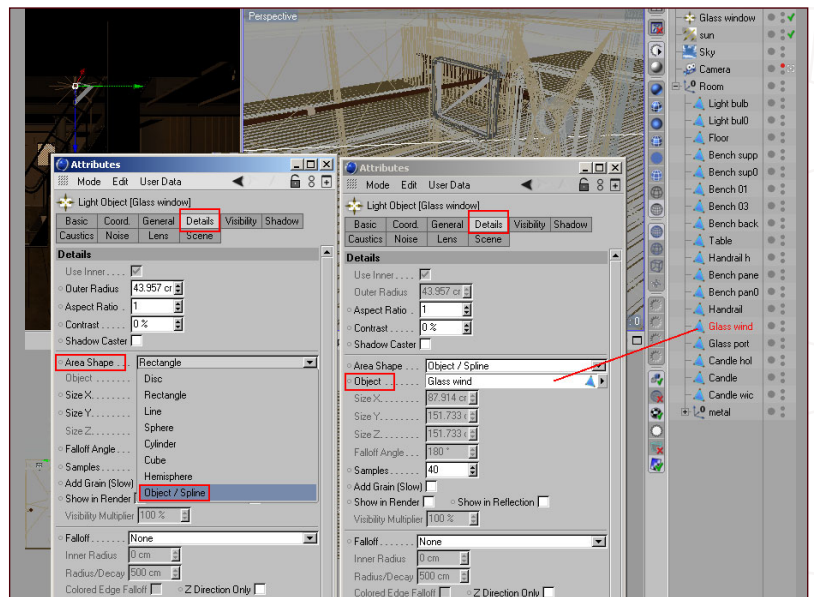 Perspective
Glass window
sun
Sky
Camera
Room
Light bulb
Light bul0
Floor
Bench supp
Bench sup0
Bench 01
Bench 03
Bench back
Table
Handrail h
Bench pane
Bench pan0
Handrail
Glass wind
Glass port
Candle hol
Candle
Candle wic
metal
Attributes
Mode Edit User Data
Light Object [Glass window]
Basic Coord. General Details Visibility Shadow
Caustics Noise Lens Scene
Details
Use Inner . . . .
Outer Radius 43.957 cr
Aspect Ratio . 1
Contrast . . . . . 0 %
Shadow Caster
Area Shape . . . Rectangle
Object . . . . . . .
Disc
Size X. . . . . . . .
Rectangle
Size Y. . . . . . . .
Line
Size Z. . . . . . . .
Sphere
Falloff Angle . . .
Cylinder
Samples . . . . . .
Cube
Add Grain (Slow)
Hemisphere
Show in Render
Object / Spline
Visibility Multiplier 100 %
Falloff. . . . . . . . None
Inner Radius 0 cm
Radius/Decay 500 cm
Colored Edge Falloff Z Direction Only
Attributes
Mode Edit User Data
Light Object [Glass window]
Basic Coord. General Details Visibility Shadow
Caustics Noise Lens Scene
Details
Use Inner . . . .
Outer Radius 43.957 cr
Aspect Ratio . 1
Contrast . . . . . 0 %
Shadow Caster
Area Shape . . . Object / Spline
Object . . . . . . Glass wind
Size X. . . . . . . . 87.914 cr
Size Y. . . . . . . . 151.733 c
Size Z. . . . . . . . 151.733 c
Falloff Angle . . . 180 °
Samples . . . . . . 40
Add Grain (Slow)
Show in Render Show in Reflection
Visibility Multiplier 100 %
Falloff. . . . . . . . None
Inner Radius 0 cm
Radius/Decay 500 cm
Colored Edge Falloff Z Direction Only